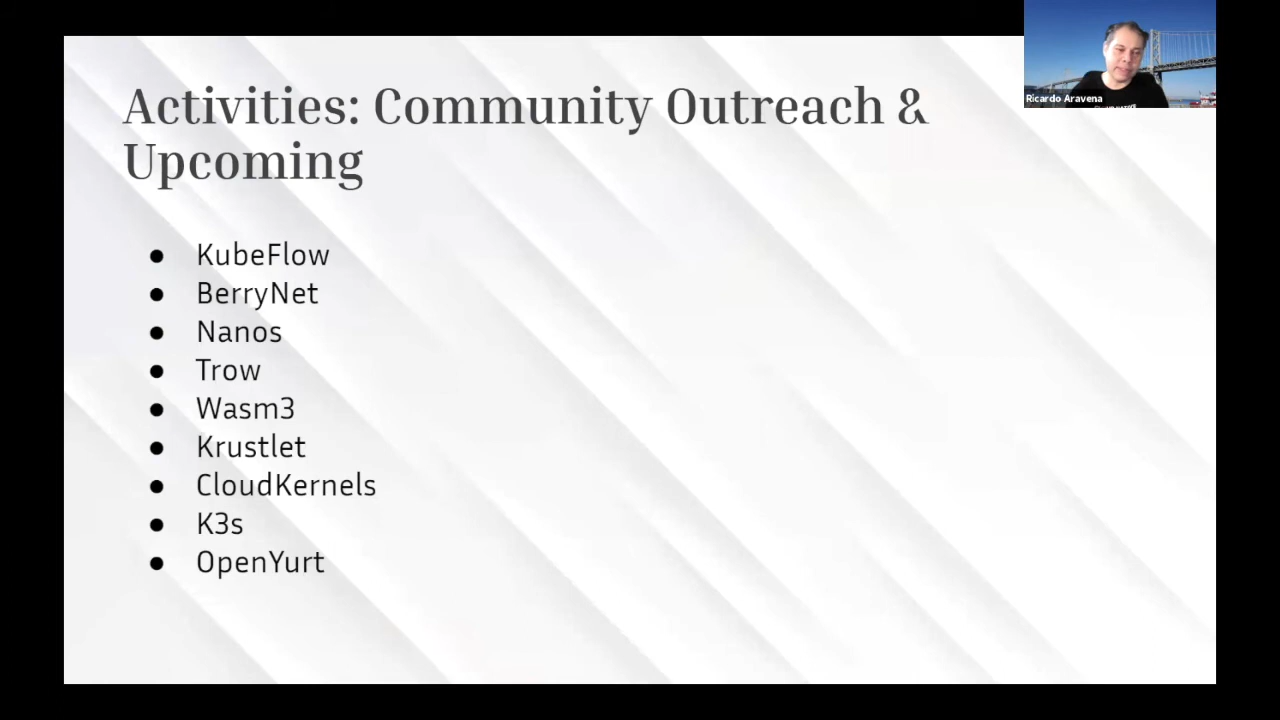 Activities: Community Outreach &
Upcoming
● KubeFlow
● BerryNet
● Nanos
● Trow
● Wasm3
● Krustlet
● CloudKernels
● K3s
● OpenYurt
Ricardo Aravena